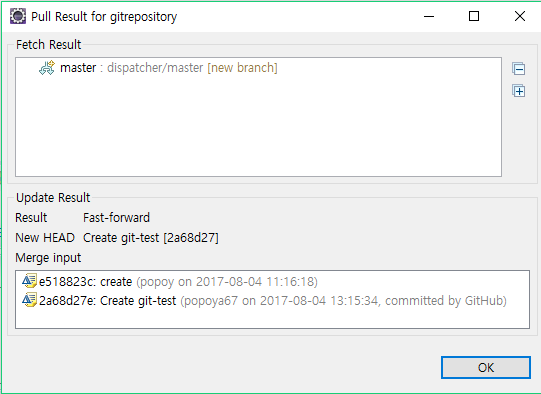 Pull Result for gitrepository
Fetch Result
master : dispatcher/master [new branch]
Update Result
Result Fast-forward
New HEAD Create git-test [2a68d27]
Merge input
e518823c: create (popoy on 2017-08-04 11:16:18)
2a68d27e: Create git-test (popoya67 on 2017-08-04 13:15:34, committed by GitHub)
OK